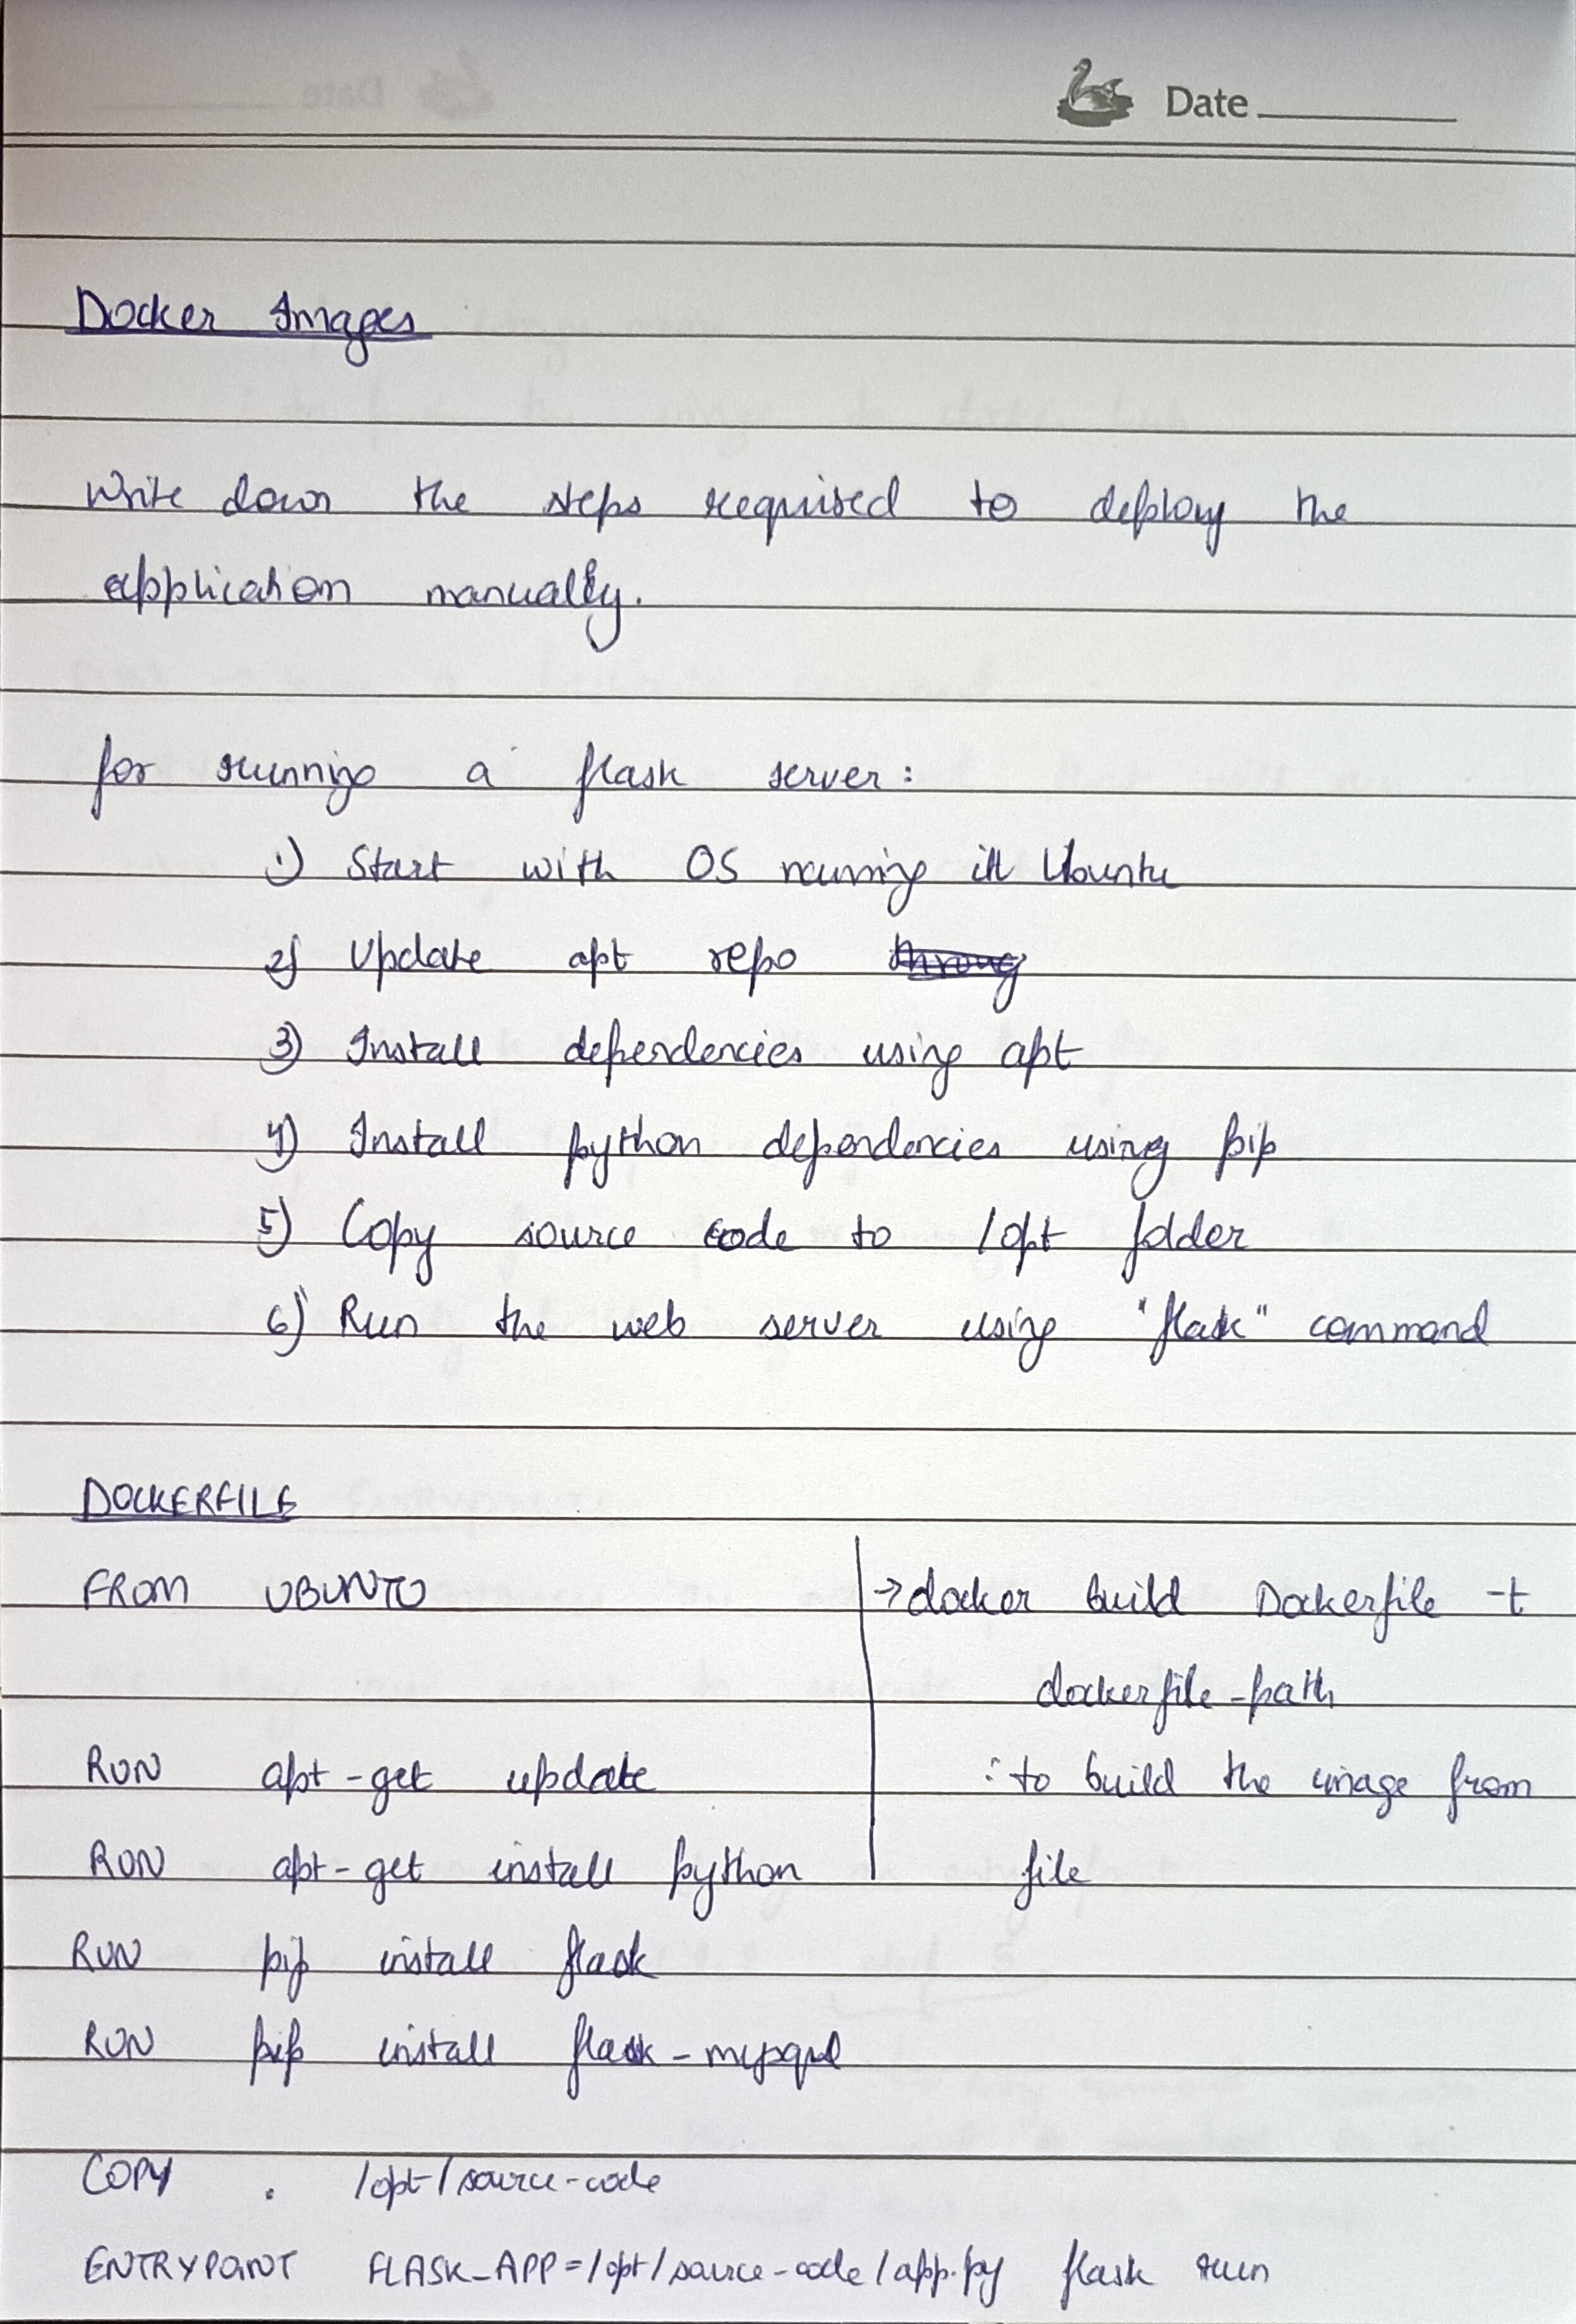 Date
Docker Images
Write down the steps required to deploy the
application manually.
for running a flask server:
1) Start with OS running ill Ubuntu
2) Update apt repo
3) Install dependencies using apt
4) Install python dependencies using pip
5) Copy source code to /opt folder
6) Run the web server using "flask" command
DOCKERFILE
FROM UBUNTU
RUN apt-get update
RUN apt-get install python
RUN pip install flask
RUN pip install flask-mysql
→ docker build Dockerfile -t
dockerfile-path
: to build the image from
file
COPY . /opt/source-code
ENTRYPOINT FLASK_APP=/opt/source-code/app.py flask run